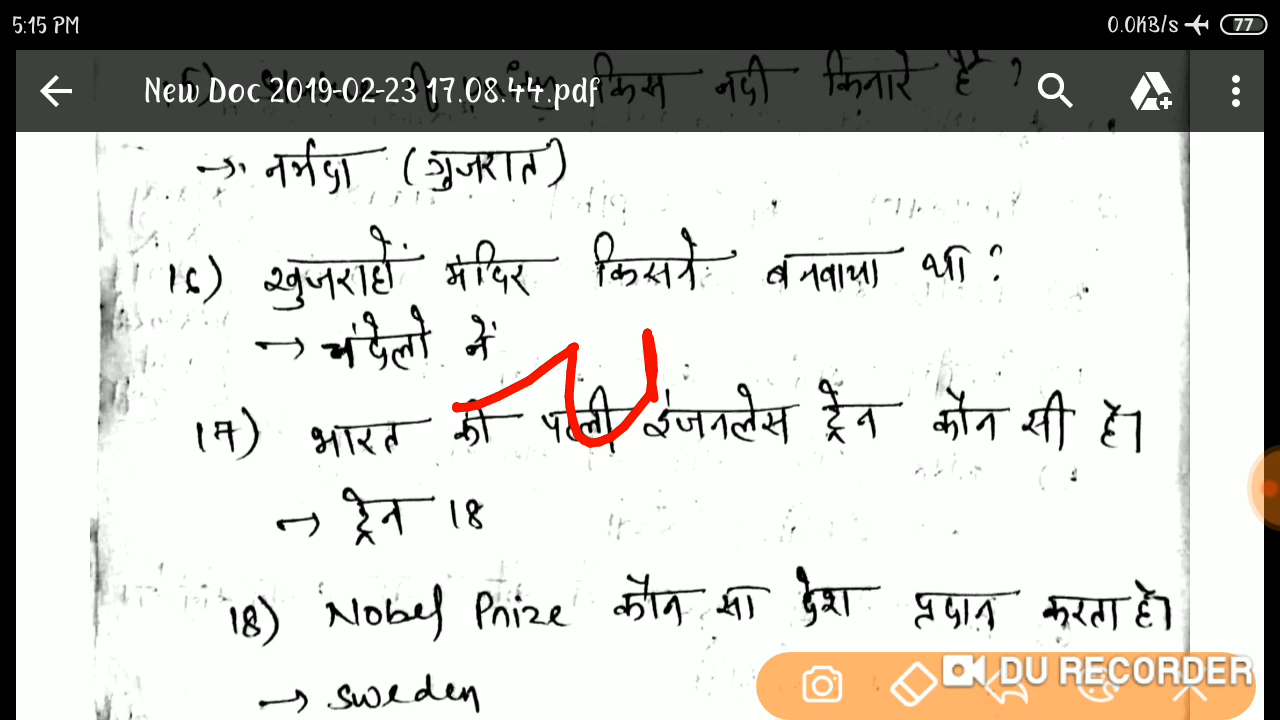 5:15 PM
0.0KB/s 77
New Doc 2019-02-23 17.08.44.pdf
किस नदी किनारे है ?
→ नर्मदा (गुजरात)
16) खुजराहों मंदिर किसने बनवाया था ?
→ चंदेलो नें
17) भारत की पहली इंजनलेस ट्रेन कौन सी है।
→ ट्रेन 18
18) Nobel Prize कौन सा देश प्रदान करता है।
→ sweden
DU RECORDER